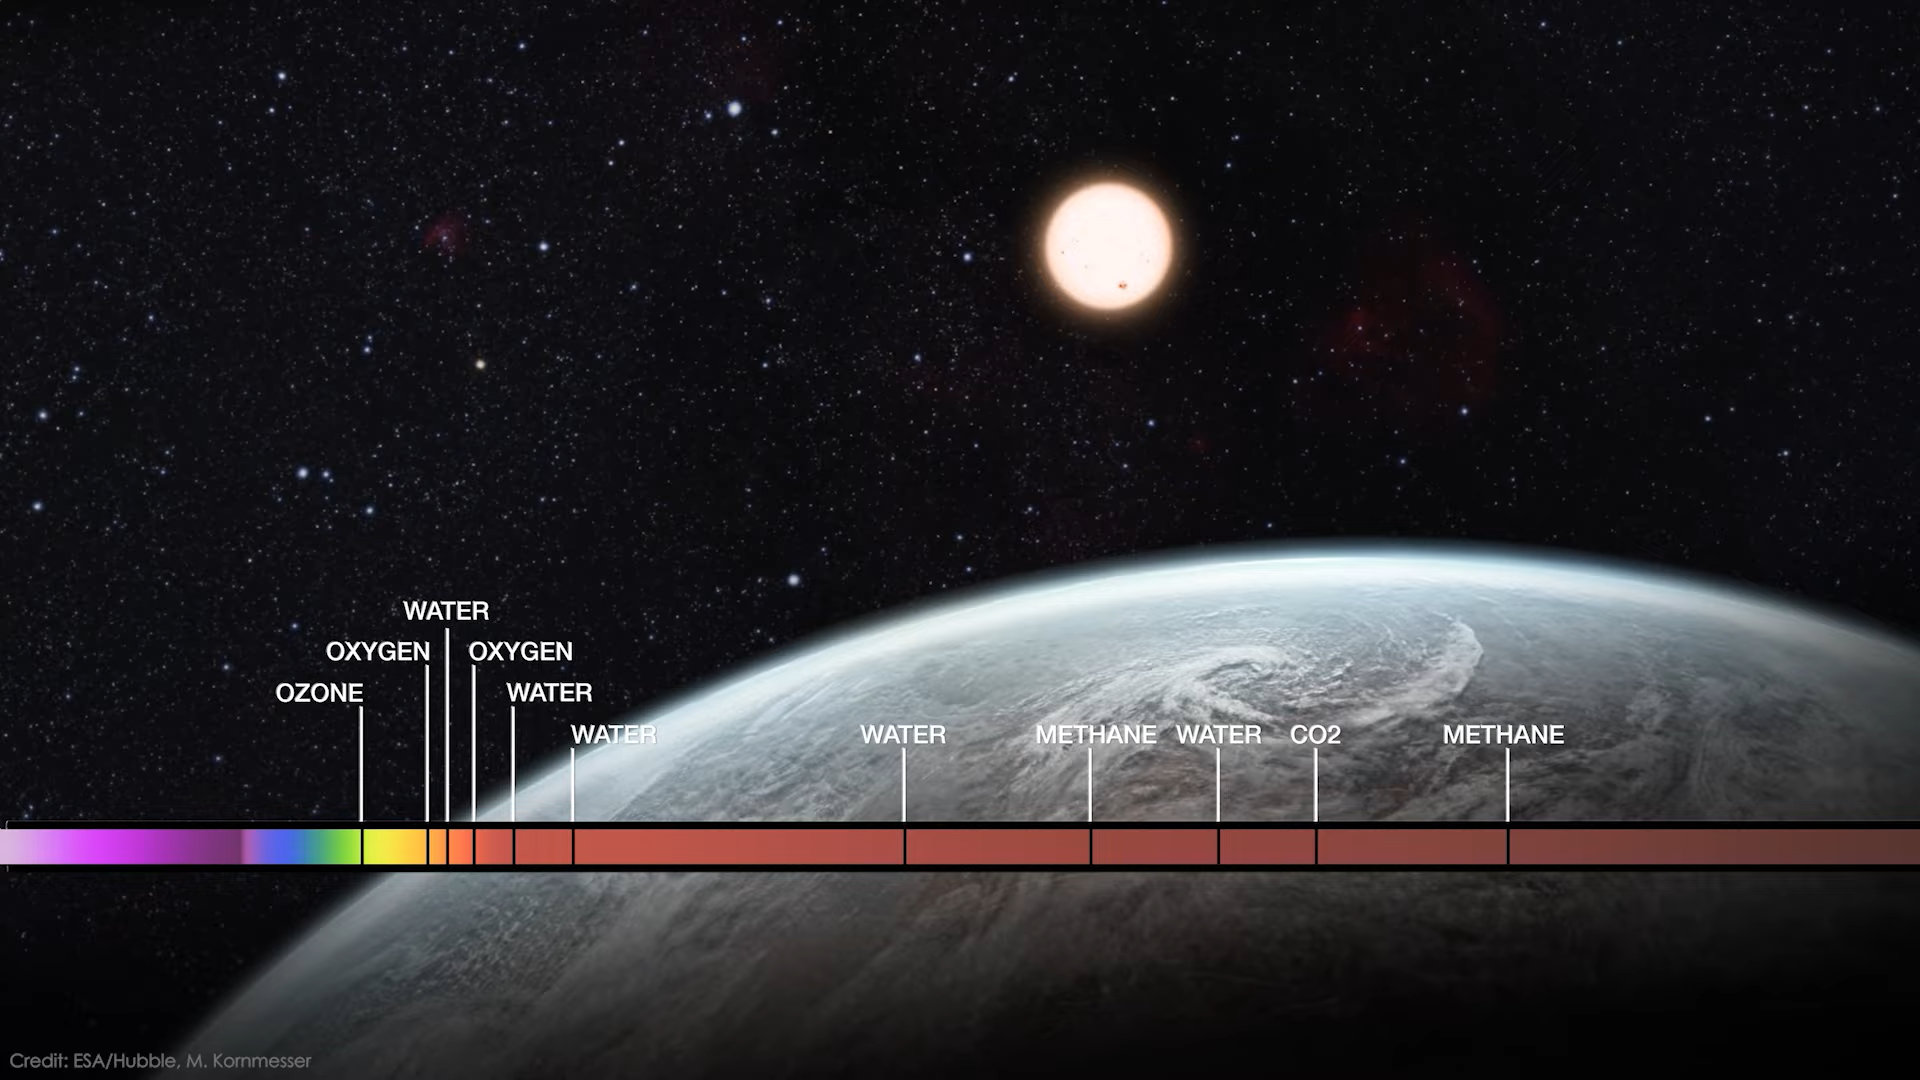 WATER
OXYGEN
OXYGEN
OZONE
WATER
WATER
WATER
METHANE
WATER
CO2
METHANE
Credit: ESA/Hubble, M. Kornmesser